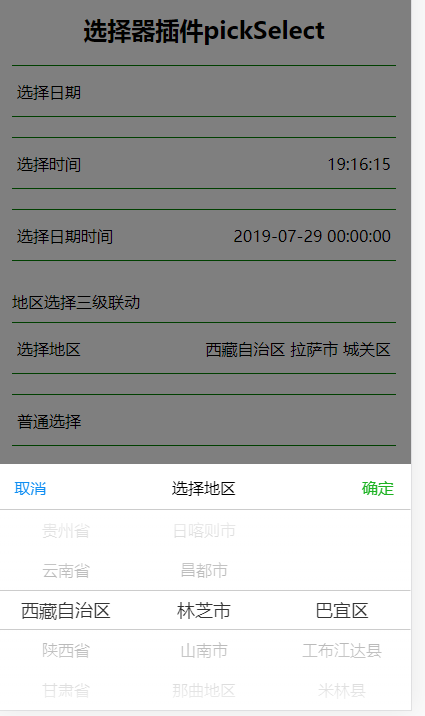 选择器插件pickSelect
选择日期
选择时间 19:16:15
选择日期时间 2019-07-29 00:00:00
地区选择三级联动
选择地区 西藏自治区 拉萨市 城关区
普通选择
取消 选择地区 确定
贵州省 日喀则市
云南省 昌都市
西藏自治区 林芝市 巴宜区
陕西省 山南市 工布江达县
甘肃省 那曲地区 米林县